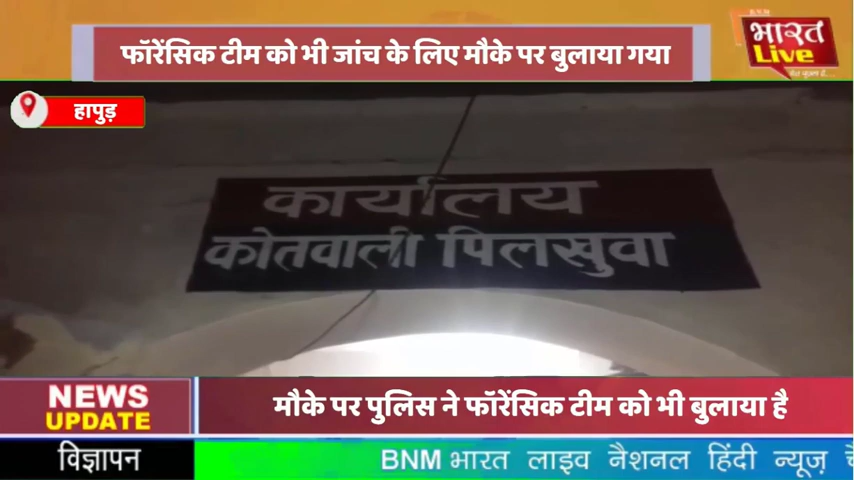 फॉरेंसिक टीम को भी जांच के लिए मौके पर बुलाया गया
भारत
Live
हापुड़
कार्यालय
कोतवाली पिलखुवा
NEWS
UPDATE
मौके पर पुलिस ने फॉरेंसिक टीम को भी बुलाया है
विज्ञापन
BNM भारत लाइव नैशनल हिंदी न्यूज़